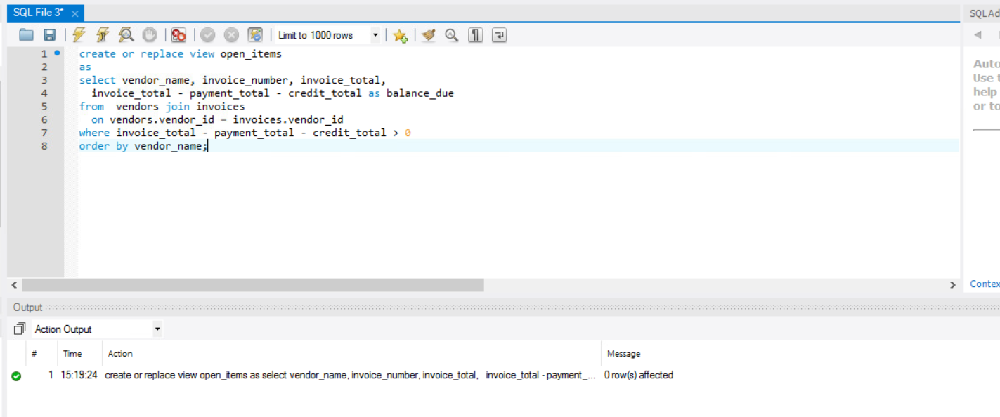 SQL File 3*
SQLAd
Limit to 1000 rows
1 create or replace view open_items
2 as
3 select vendor_name, invoice_number, invoice_total,
4 invoice_total - payment_total - credit_total as balance_due
5 from  vendors join invoices
6 on vendors.vendor_id = invoices.vendor_id
7 where invoice_total - payment_total - credit_total > 0
8 order by vendor_name;
Auto
Use t
help
or to
Contex
Output
Action Output
# Time Action Message
1 15:19:24 create or replace view open_items as select vendor_name, invoice_number, invoice_total,   invoice_total - payment_... 0 row(s) affected